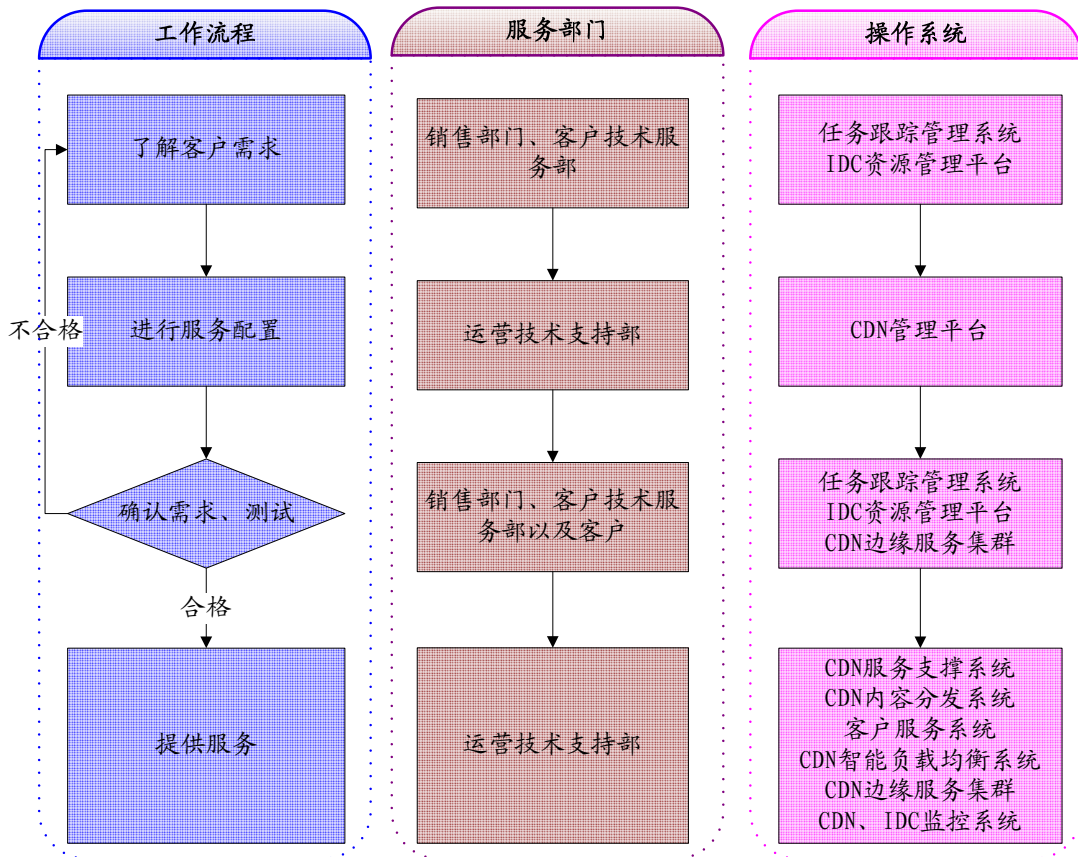 工作流程
服务部门
操作系统
了解客户需求
销售部门、客户技术服
务部
任务跟踪管理系统
IDC资源管理平台
不合格
进行服务配置
运营技术支持部
CDN管理平台
确认需求、测试
销售部门、客户技术服
务部以及客户
任务跟踪管理系统
IDC资源管理平台
CDN边缘服务集群
合格
提供服务
运营技术支持部
CDN服务支撑系统
CDN内容分发系统
客户服务系统
CDN智能负载均衡系统
CDN边缘服务集群
CDN、IDC监控系统